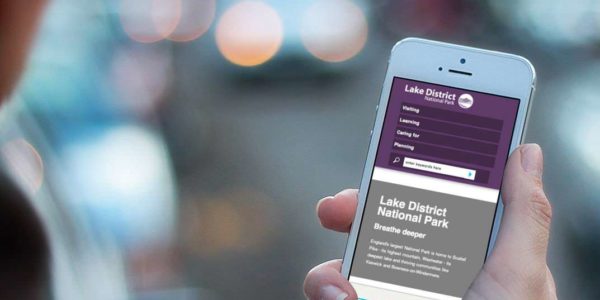 Lake District
National Park
Visiting
Learning
Caring for
Planning
enter keywords here
Lake District
National Park
Breathe deeper
England's largest National Park is home to Scafell
Pike - its highest mountain, Wastwater - its
deepest lake and thriving communities like
Keswick and Bowness-on-Windermere.